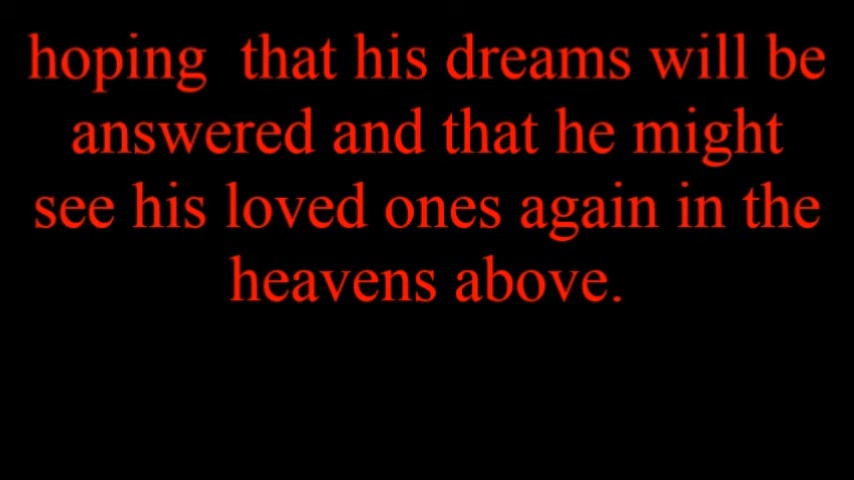 hoping  that his dreams will be
answered and that he might
see his loved ones again in the
heavens above.